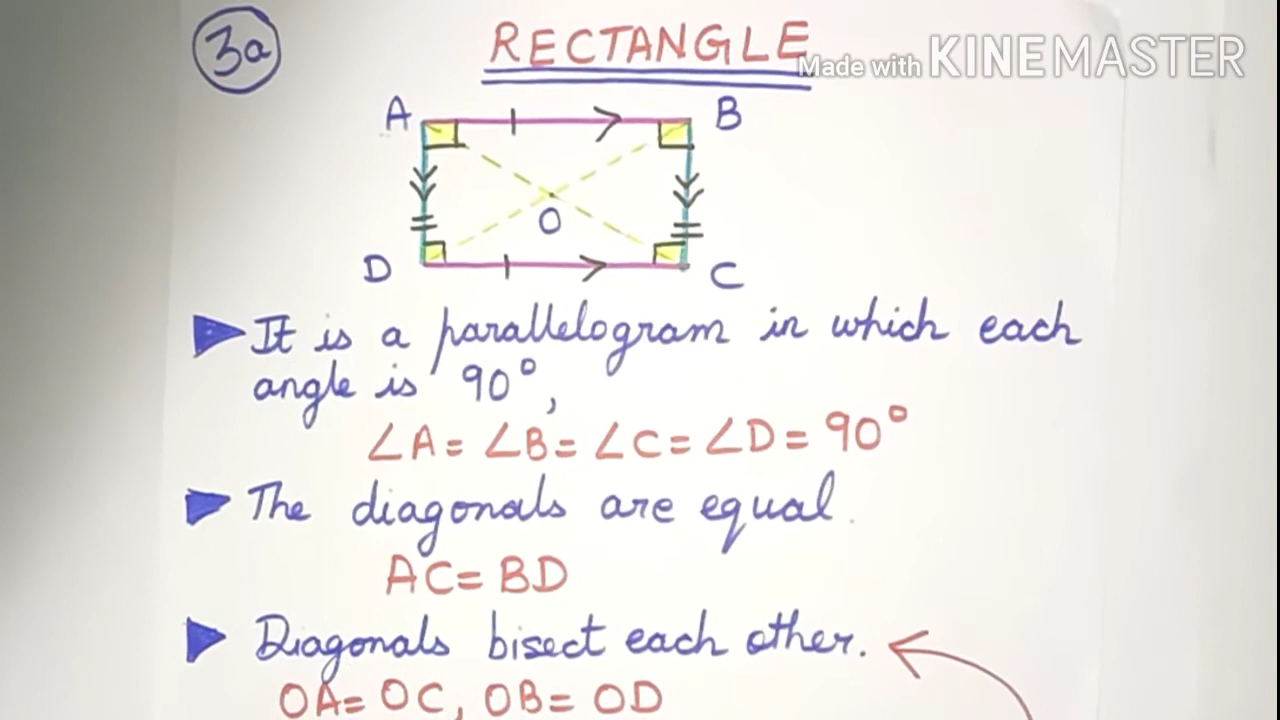 3a
RECTANGLE
Made with KINEMASTER
A
B
O
D
C
It is a parallelogram in which each
angle is 90°,
∠A = ∠B = ∠C = ∠D = 90°
The diagonals are equal.
AC = BD
Diagonals bisect each other.
OA = OC, OB = OD